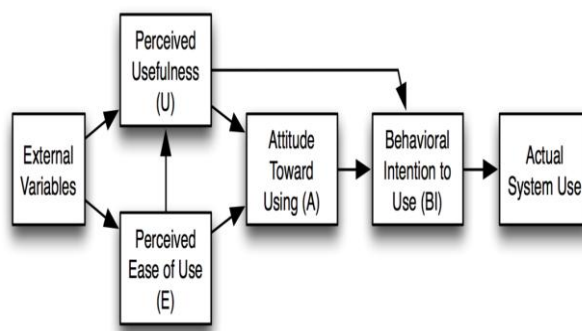 Perceived
Usefulness
(U)
External
Variables
Perceived
Ease of Use
(E)
Attitude
Toward
Using (A)
Behavioral
Intention to
Use (BI)
Actual
System Use